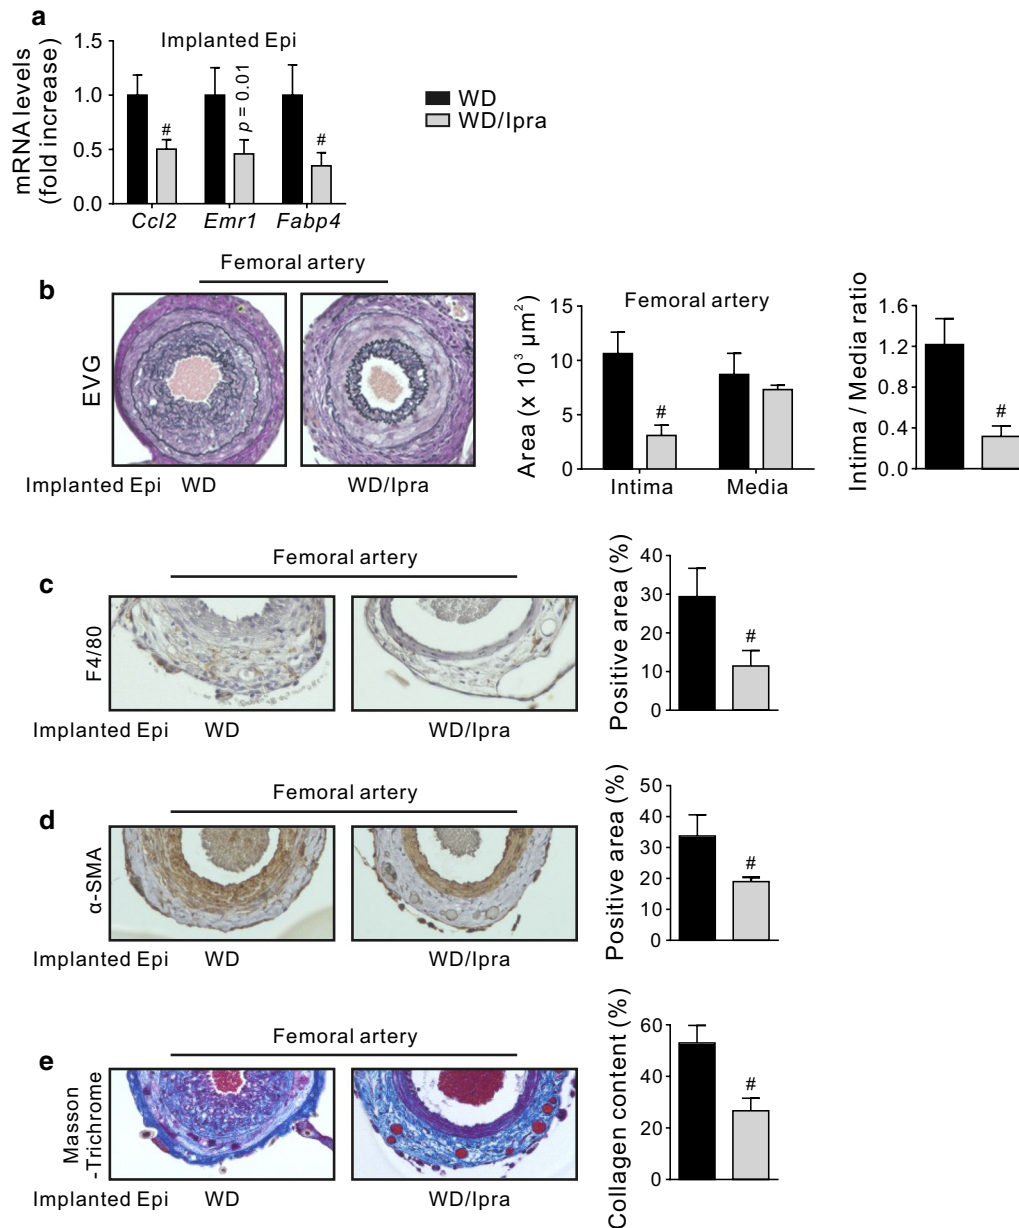 a
Implanted Epi
mRNA levels
(fold increase)
1.5
1.0
0.5
0.0
#
p = 0.01
#
Ccl2 Emr1 Fabp4
WD
WD/Ipra
b
Femoral artery
EVG
Implanted Epi WD WD/Ipra
Femoral artery
Area (x 10³ µm²)
15
10
5
0
#
Intima Media
Intima / Media ratio
1.6
1.2
0.8
0.4
0.0
#
c
Femoral artery
F4/80
Implanted Epi WD WD/Ipra
Positive area (%)
40
30
20
10
0
#
d
Femoral artery
α-SMA
Implanted Epi WD WD/Ipra
Positive area (%)
50
40
30
20
10
0
#
e
Femoral artery
Masson
-Trichrome
Implanted Epi WD WD/Ipra
Collagen content (%)
60
40
20
0
#